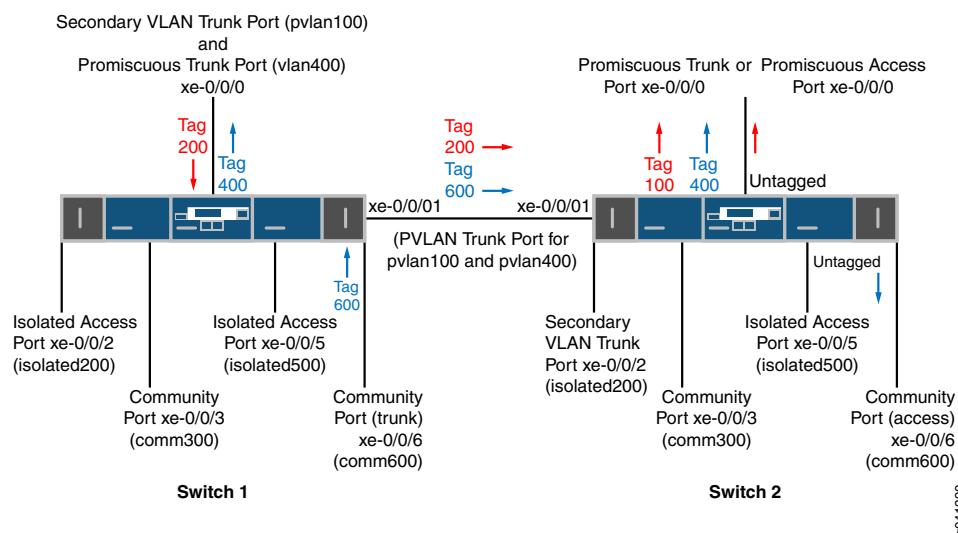 Secondary VLAN Trunk Port (pvlan100)
and
Promiscuous Trunk Port (vlan400)
xe-0/0/0
Promiscuous Trunk or Promiscuous Access
Port xe-0/0/0
Port xe-0/0/0
Tag
200
Tag
400
Tag
200
Tag
600
Tag
100
Tag
400
Untagged
xe-0/0/01
xe-0/0/01
(PVLAN Trunk Port for
pvlan100 and pvlan400)
Tag
600
Untagged
Isolated Access
Port xe-0/0/2
(isolated200)
Isolated Access
Port xe-0/0/5
(isolated500)
Community
Port xe-0/0/3
(comm300)
Community
Port (trunk)
xe-0/0/6
(comm600)
Secondary
VLAN Trunk
Port xe-0/0/2
(isolated200)
Isolated Access
Port xe-0/0/5
(isolated500)
Community
Port xe-0/0/3
(comm300)
Community
Port (access)
xe-0/0/6
(comm600)
Switch 1
Switch 2